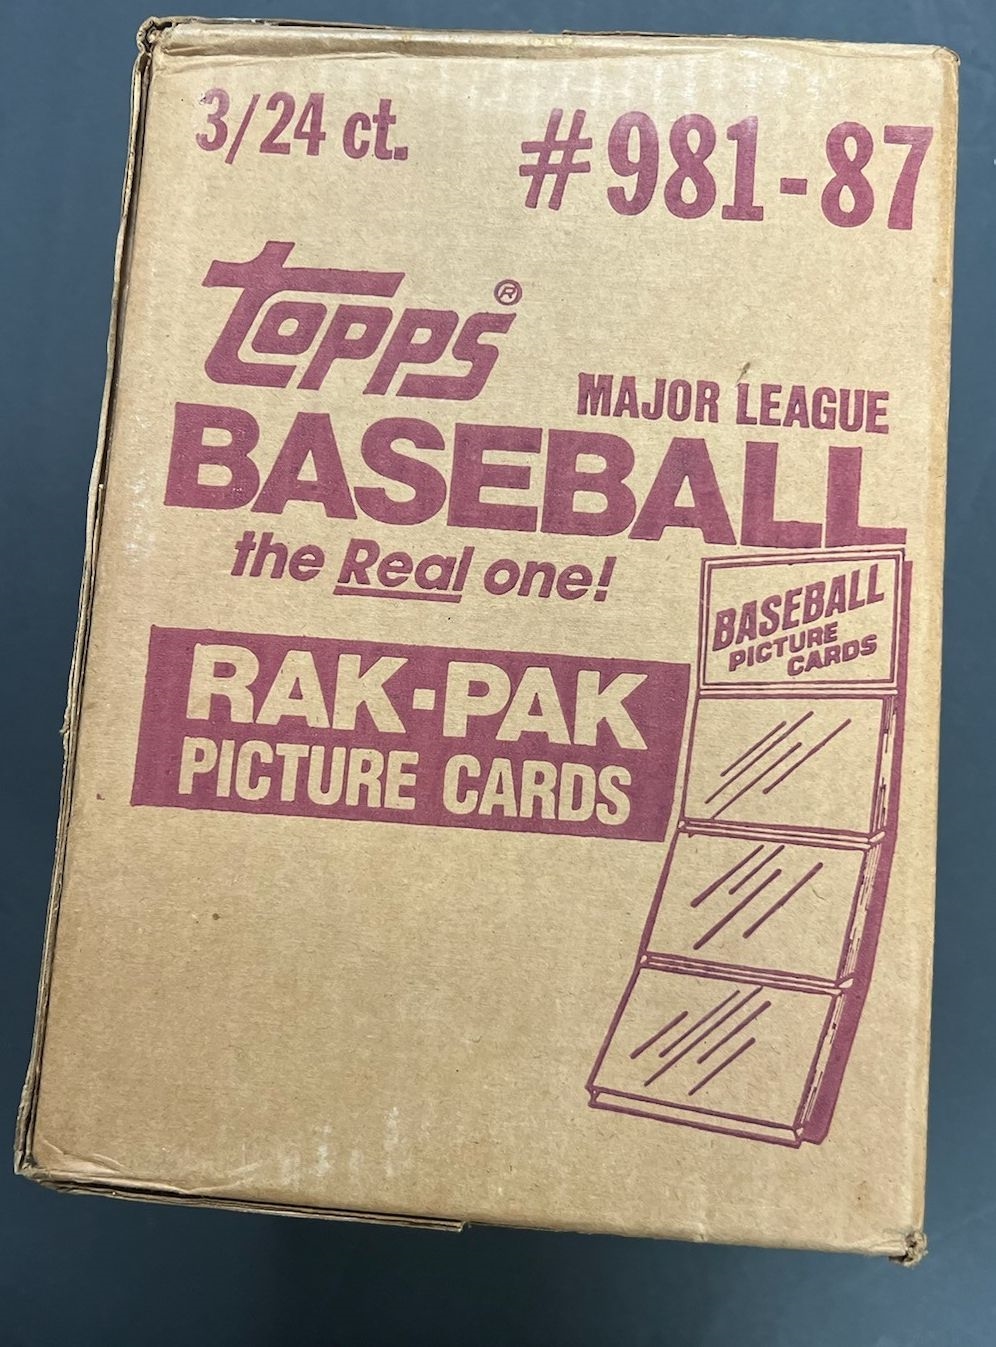 3/24 ct. #981-87
topps®
MAJOR LEAGUE
BASEBALL
the Real one!
RAK-PAK
PICTURE CARDS
BASEBALL
PICTURE
CARDS